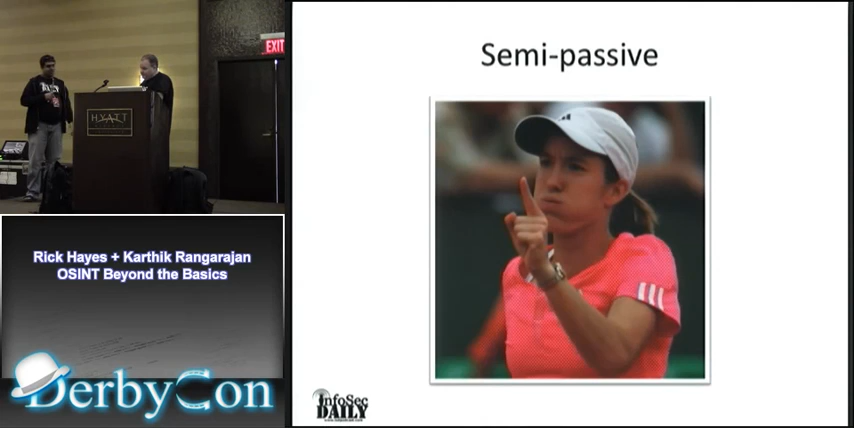 EXIT
HYATT
Rick Hayes + Karthik Rangarajan
OSINT Beyond the Basics
DerbyCon
Semi-passive
InfoSec
DAILY